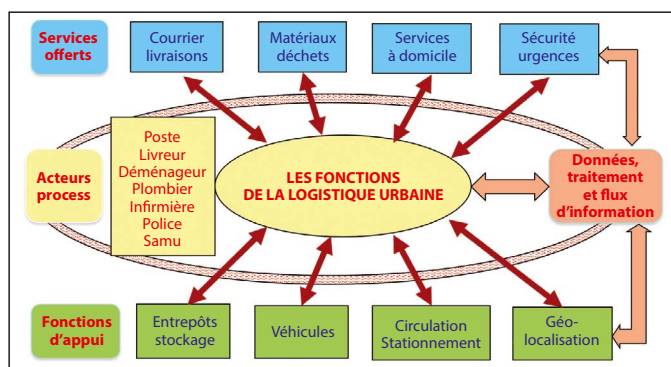 Services
offerts
Courrier
livraisons
Matériaux
déchets
Services
à domicile
Sécurité
urgences
Acteurs
process
Poste
Livreur
Déménageur
Plombier
Infirmière
Police
Samu
LES FONCTIONS
DE LA LOGISTIQUE URBAINE
Données,
traitement
et flux
d'information
Fonctions
d'appui
Entrepôts
stockage
Véhicules
Circulation
Stationnement
Géo-
localisation